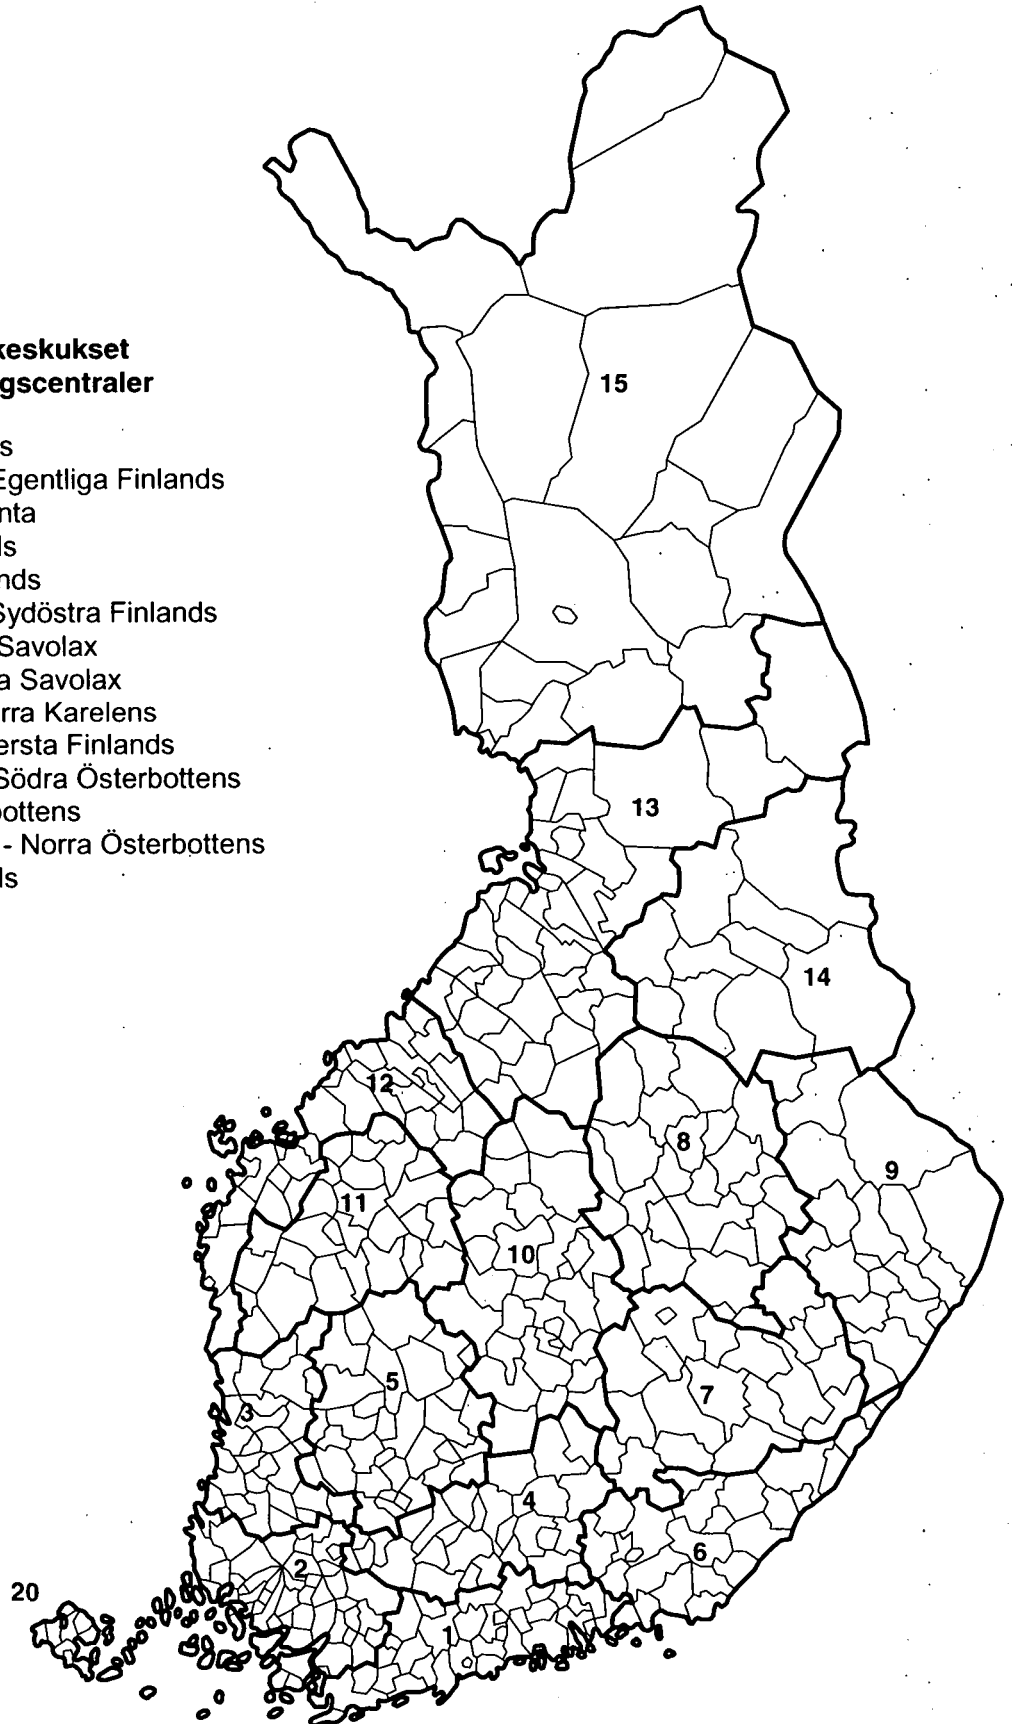 keskukset
gscentraler
s
Egentliga Finlands
nta
ls
nds
Sydöstra Finlands
Savolax
a Savolax
rra Karelens
ersta Finlands
Södra Österbottens
bottens
- Norra Österbottens
ls
15
13
14
12
8
9
11
10
5
7
3
4
6
2
20
1